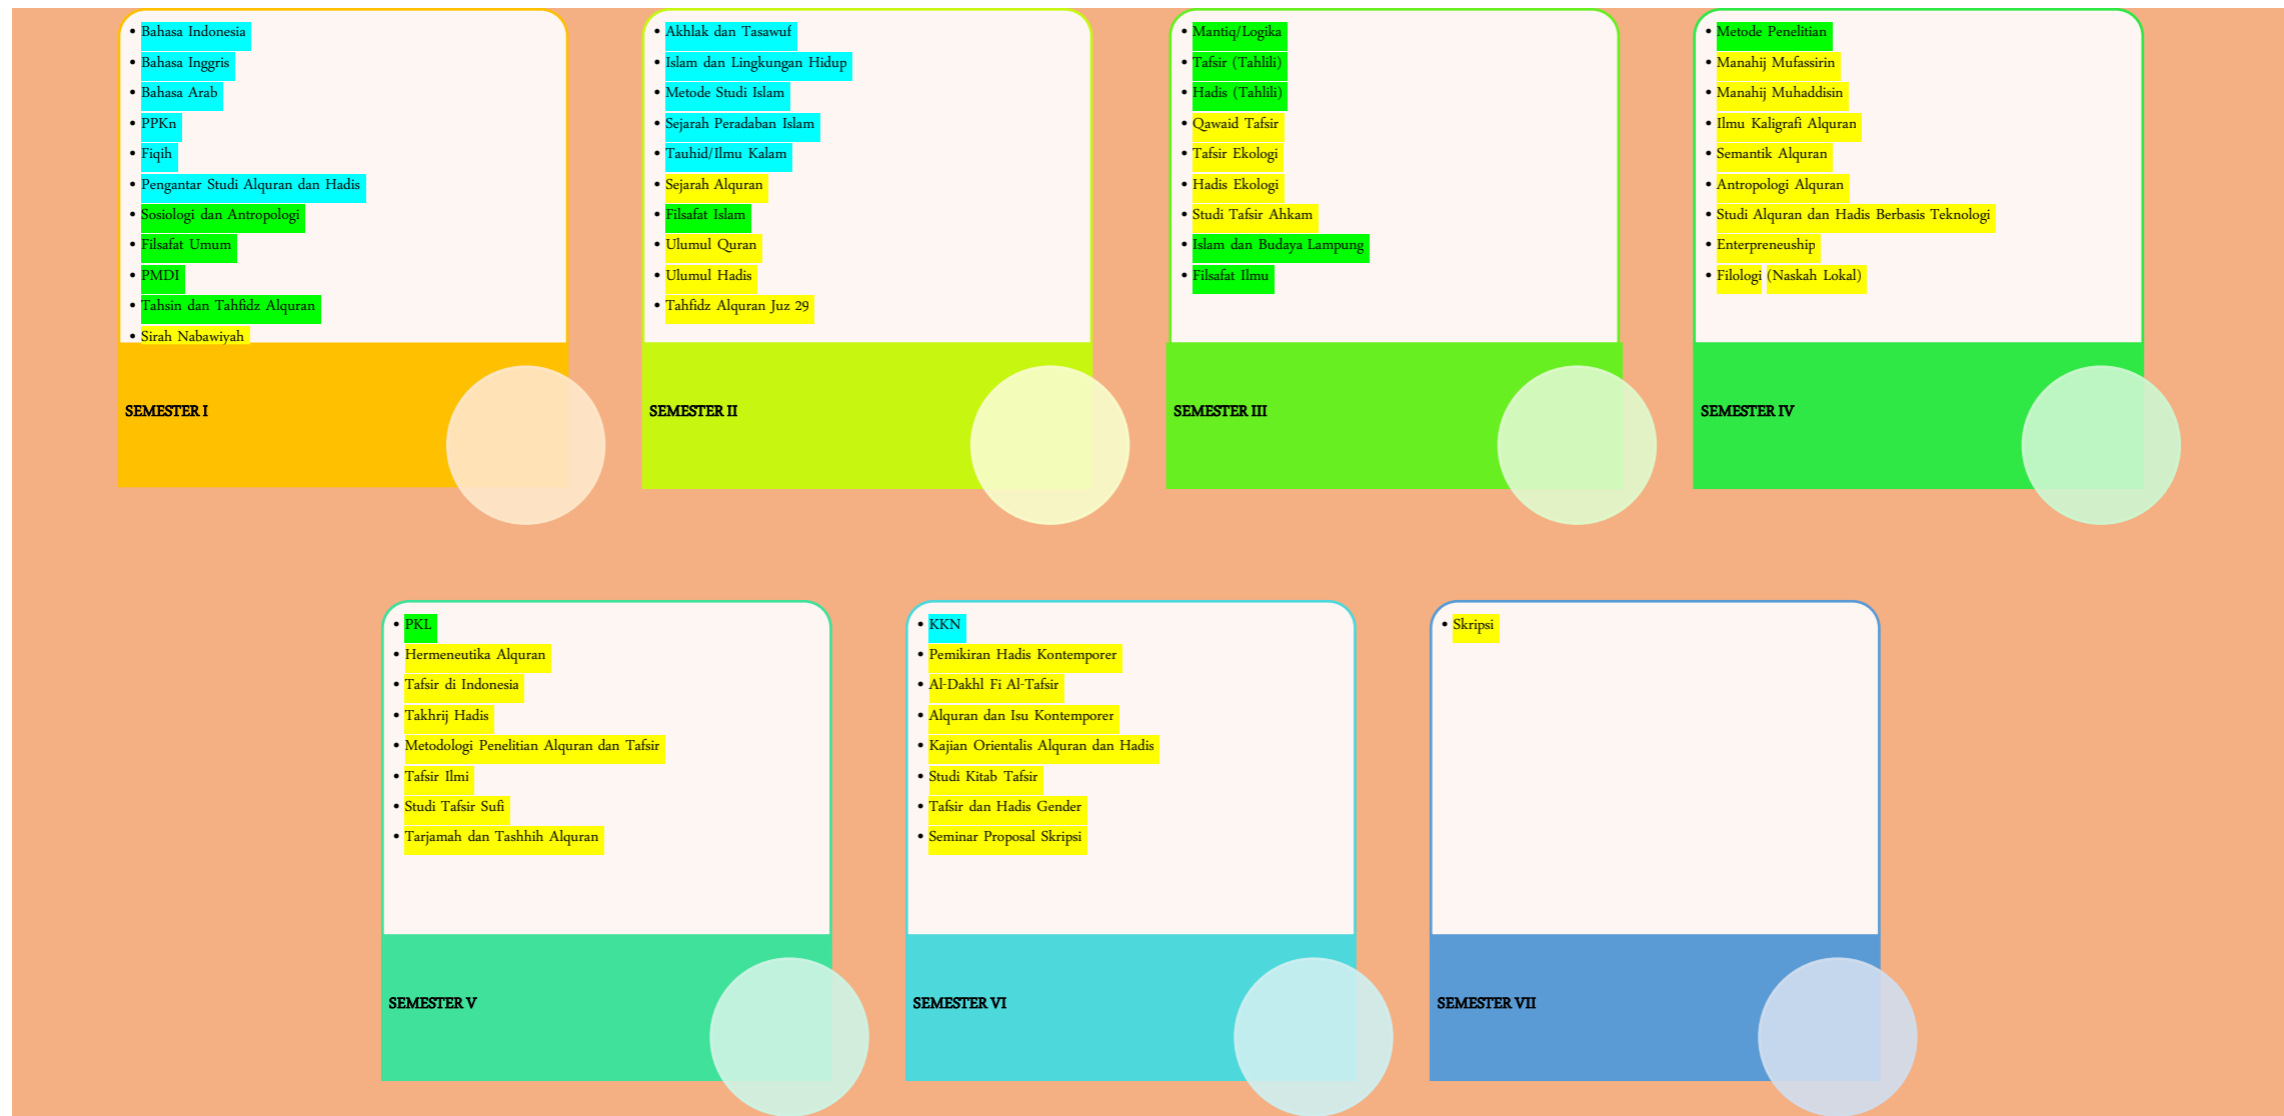 • Bahasa Indonesia
• Bahasa Inggris
• Bahasa Arab
• PPKn
• Fiqih
• Pengantar Studi Alquran dan Hadis
• Sosiologi dan Antropologi
• Filsafat Umum
• PMDI
• Tahsin dan Tahfidz Alquran
• Sirah Nabawiyah
SEMESTER I
• Akhlak dan Tasawuf
• Islam dan Lingkungan Hidup
• Metode Studi Islam
• Sejarah Peradaban Islam
• Tauhid/Ilmu Kalam
• Sejarah Alquran
• Filsafat Islam
• Ulumul Quran
• Ulumul Hadis
• Tahfidz Alquran Juz 29
SEMESTER II
• Mantiq/Logika
• Tafsir (Tahlili)
• Hadis (Tahlili)
• Qawaid Tafsir
• Tafsir Ekologi
• Hadis Ekologi
• Studi Tafsir Ahkam
• Islam dan Budaya Lampung
• Filsafat Ilmu
SEMESTER III
• Metode Penelitian
• Manahij Mufassirin
• Manahij Muhaddisin
• Ilmu Kaligrafi Alquran
• Semantik Alquran
• Antropologi Alquran
• Studi Alquran dan Hadis Berbasis Teknologi
• Enterpreneuship
• Filologi (Naskah Lokal)
SEMESTER IV
• PKL
• Hermeneutika Alquran
• Tafsir di Indonesia
• Takhrij Hadis
• Metodologi Penelitian Alquran dan Tafsir
• Tafsir Ilmi
• Studi Tafsir Sufi
• Tarjamah dan Tashhih Alquran
SEMESTER V
• KKN
• Pemikiran Hadis Kontemporer
• Al-Dakhl Fi Al-Tafsir
• Alquran dan Isu Kontemporer
• Kajian Orientalis Alquran dan Hadis
• Studi Kitab Tafsir
• Tafsir dan Hadis Gender
• Seminar Proposal Skripsi
SEMESTER VI
• Skripsi
SEMESTER VII